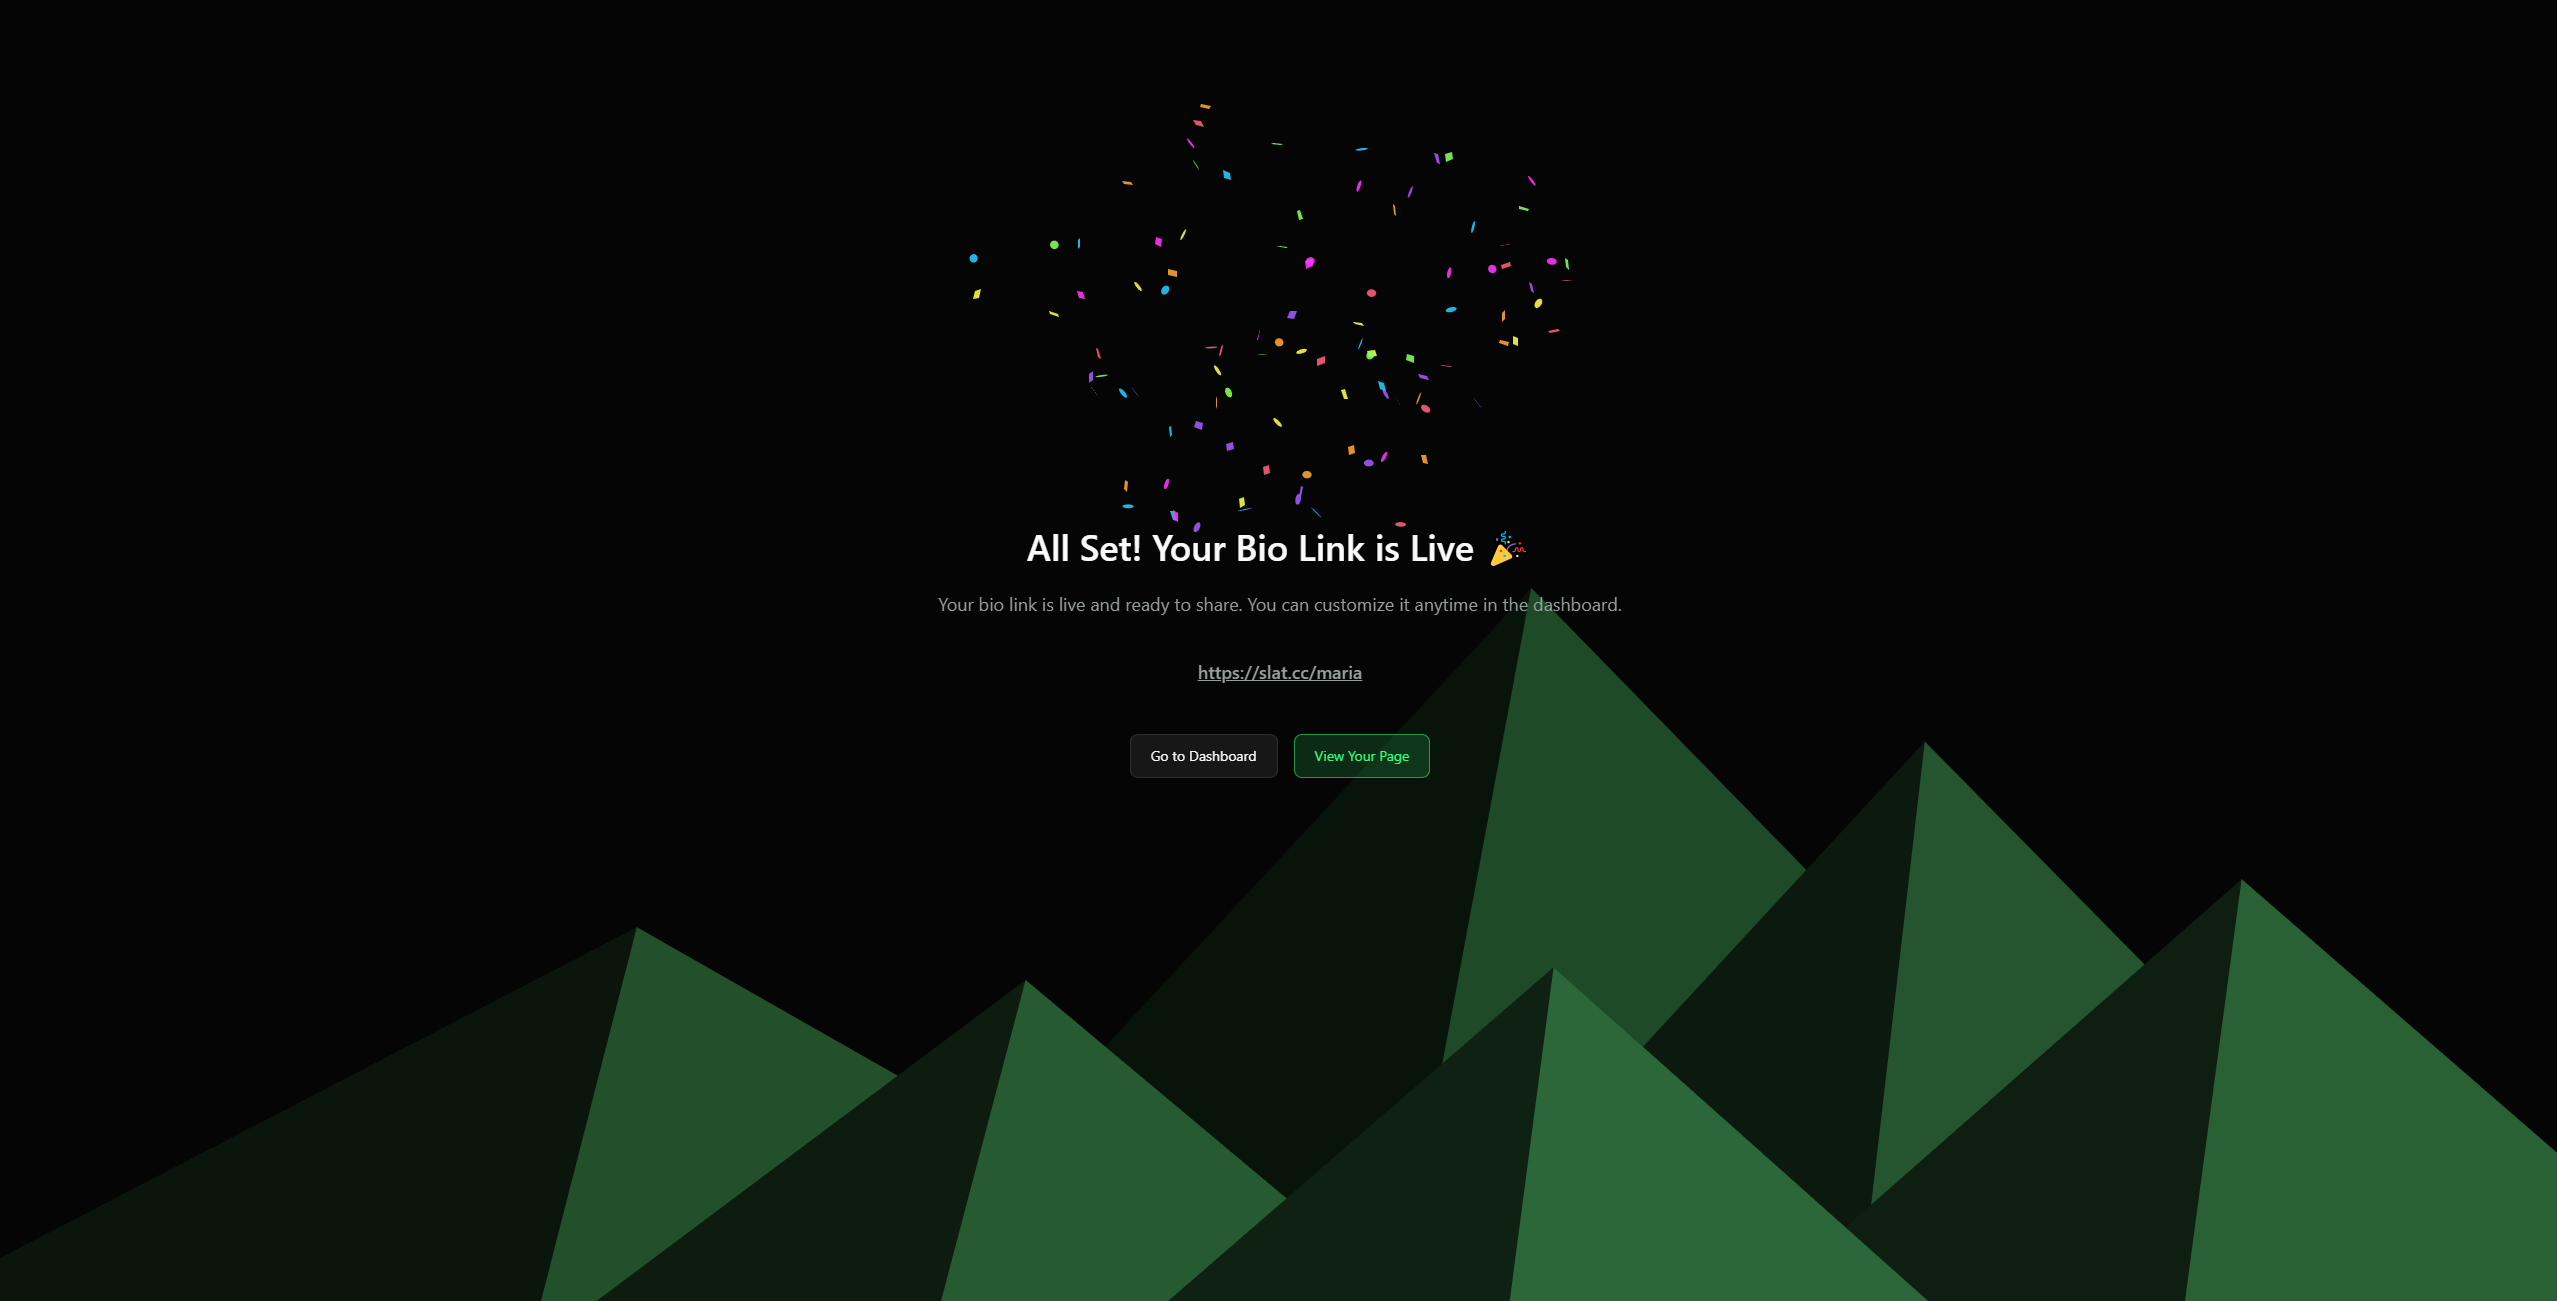 All Set! Your Bio Link is Live 🎉
Your bio link is live and ready to share. You can customize it anytime in the dashboard.
https://slat.cc/maria
Go to Dashboard
View Your Page